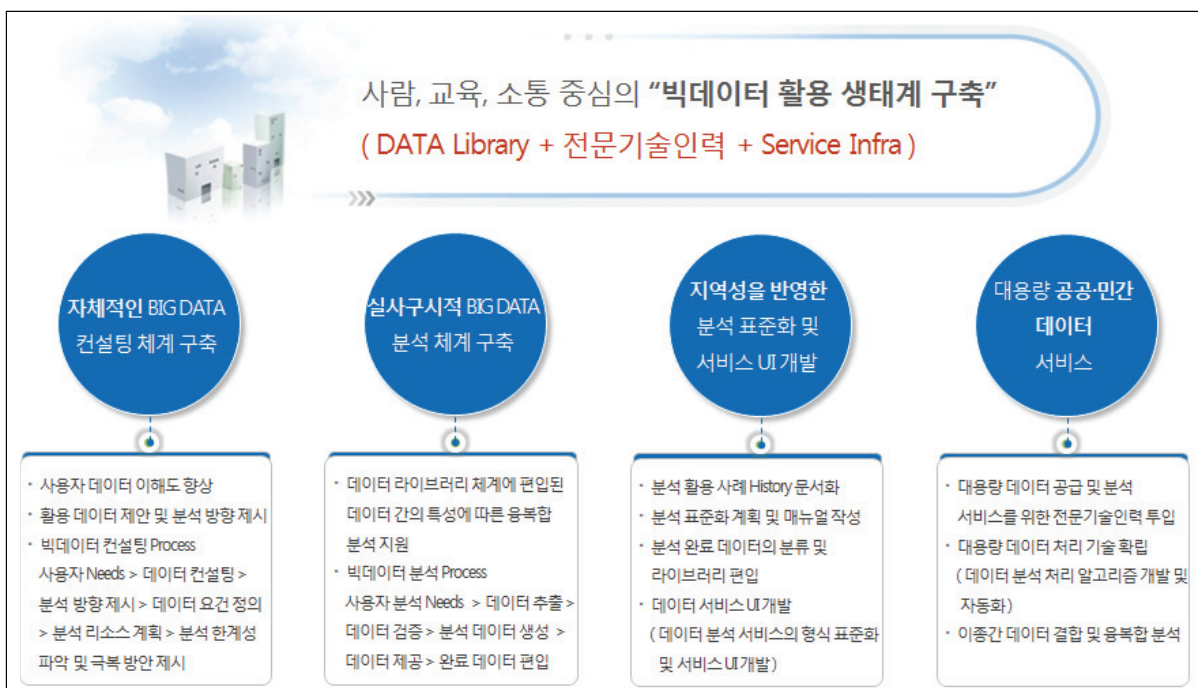 사람, 교육, 소통 중심의 “빅데이터 활용 생태계 구축”
( DATA Library + 전문기술인력 + Service Infra )
자체적인 BIG DATA
컨설팅 체계 구축
· 사용자 데이터 이해도 향상
· 활용 데이터 제안 및 분석 방향 제시
· 빅데이터 컨설팅 Process
사용자 Needs > 데이터 컨설팅 >
분석 방향 제시 > 데이터 요건 정의
> 분석 리소스 계획 > 분석 한계성
파악 및 극복 방안 제시
실사구시적 BIG DATA
분석 체계 구축
· 데이터 라이브러리 체계에 편입된
데이터 간의 특성에 따른 융복합
분석 지원
· 빅데이터 분석 Process
사용자 분석 Needs > 데이터 추출 >
데이터 검증 > 분석 데이터 생성 >
데이터 제공 > 완료 데이터 편입
지역성을 반영한
분석 표준화 및
서비스 UI 개발
· 분석 활용 사례 History 문서화
· 분석 표준화 계획 및 매뉴얼 작성
· 분석 완료 데이터의 분류 및
라이브러리 편입
· 데이터 서비스 UI 개발
( 데이터 분석 서비스의 형식 표준화
및 서비스 UI 개발 )
대용량 공공·민간
데이터
서비스
· 대용량 데이터 공급 및 분석
서비스를 위한 전문기술인력 투입
· 대용량 데이터 처리 기술 확립
( 데이터 분석 처리 알고리즘 개발 및
자동화 )
· 이종간 데이터 결합 및 융복합 분석